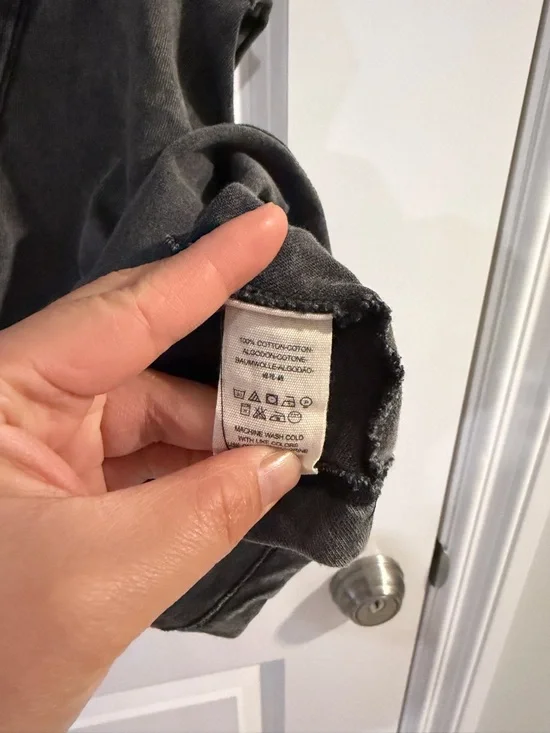 100% COTTON-COTON-
ALGODON-COTONE-
BAUMWOLLE-ALGODÃO-
MACHINE WASH COLD
WITH LIKE COLORS